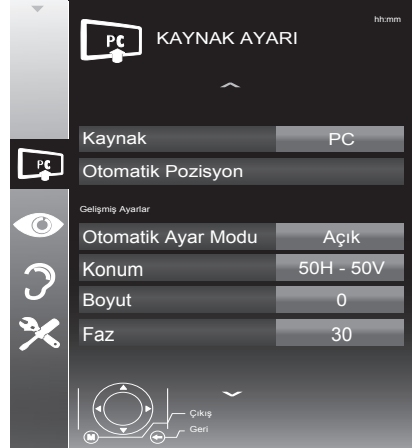 hh:mm
PC KAYNAK AYARI
Kaynak PC
PC
Otomatik Pozisyon
Gelişmiş Ayarlar
Otomatik Ayar Modu Açık
Konum 50H - 50V
Boyut 0
Faz 30
Çıkış
M Geri